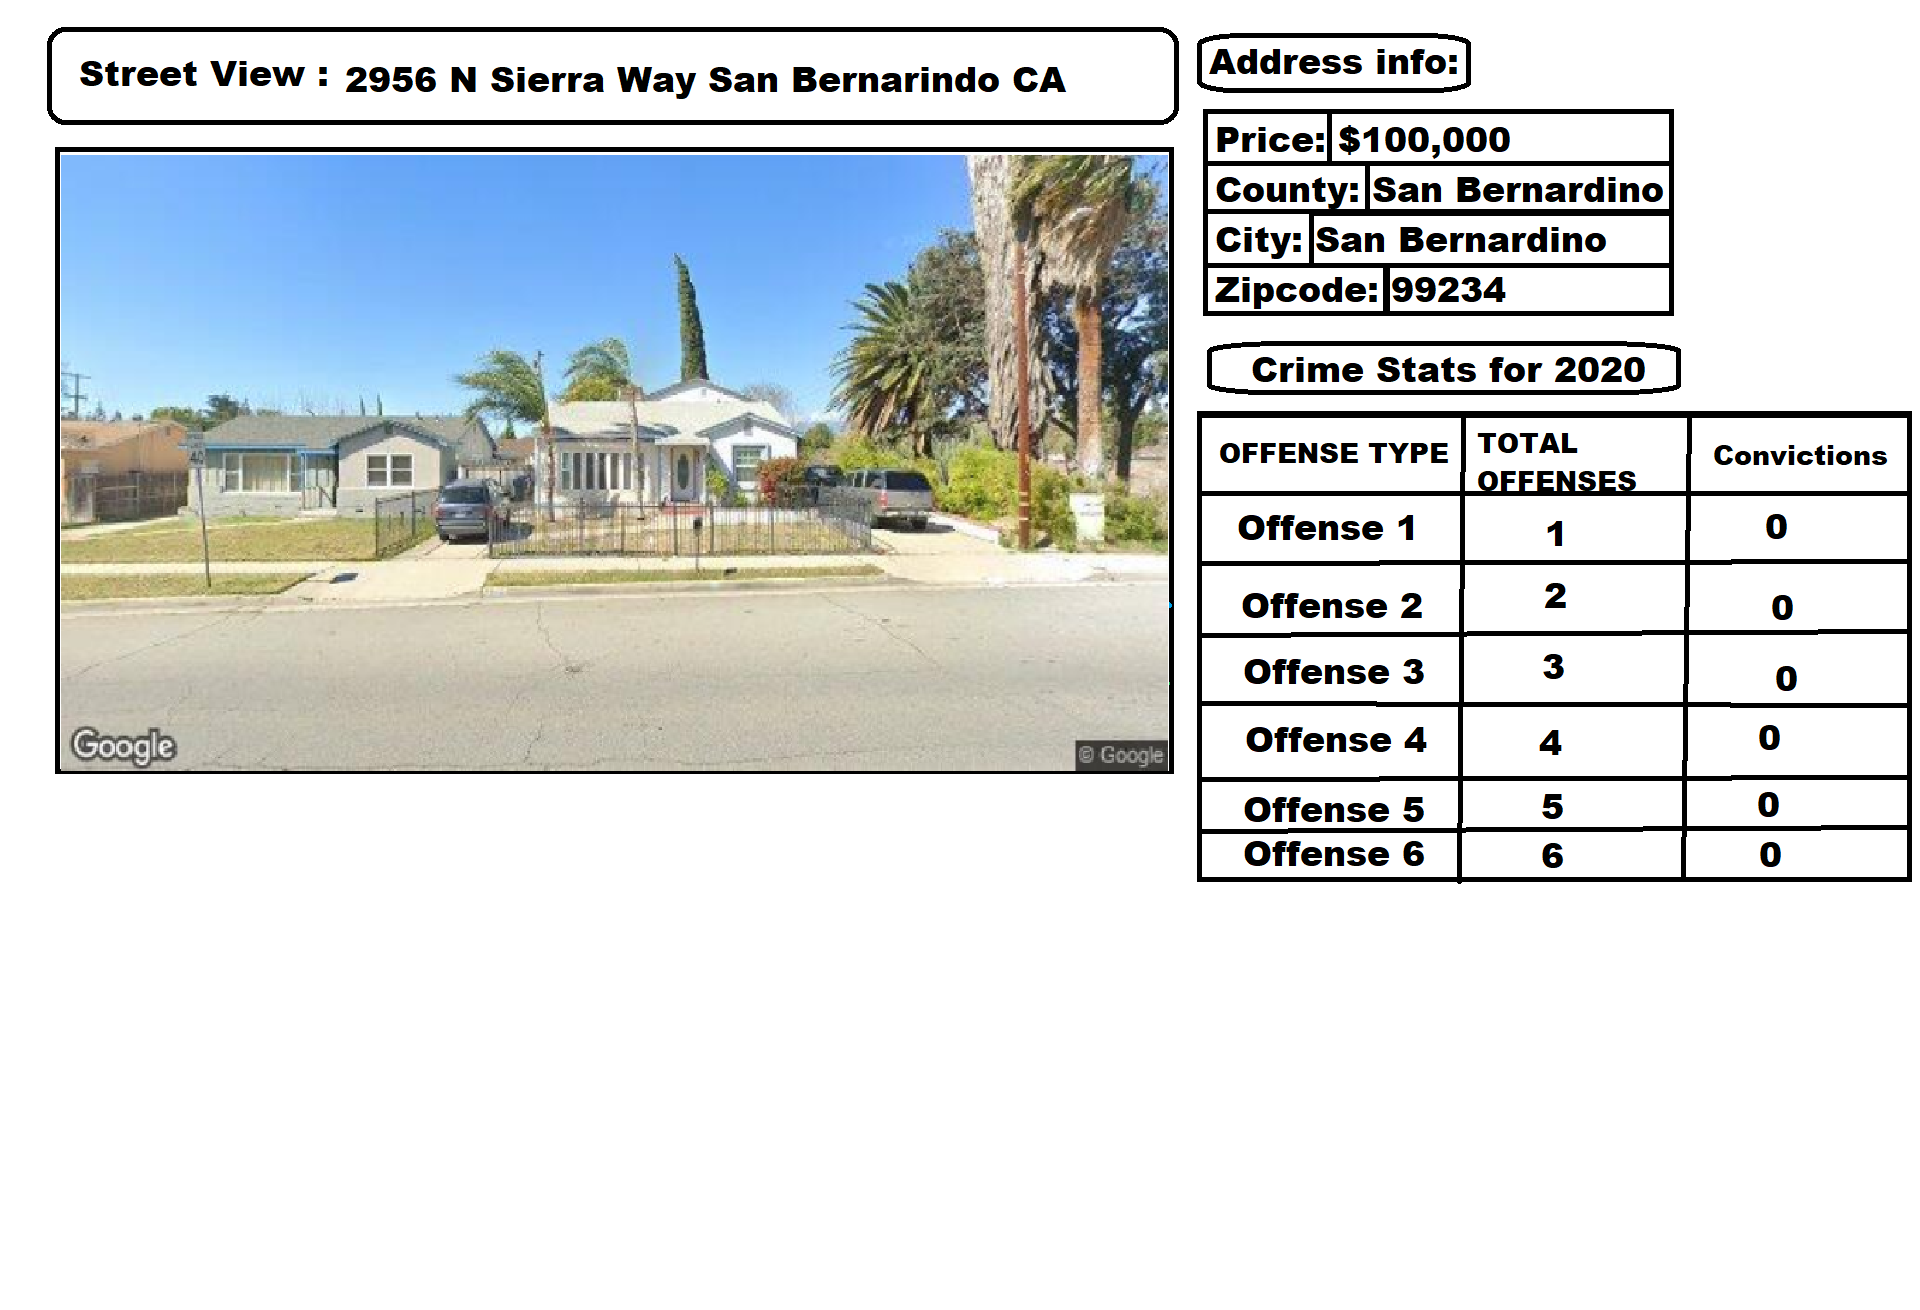 Street View : 2956 N Sierra Way San Bernarindo CA
Google
© Google
Address info:
Price: $100,000
County: San Bernardino
City: San Bernardino
Zipcode: 99234
Crime Stats for 2020
OFFENSE TYPE TOTAL OFFENSES Convictions
Offense 1 1 0
Offense 2 2 0
Offense 3 3 0
Offense 4 4 0
Offense 5 5 0
Offense 6 6 0